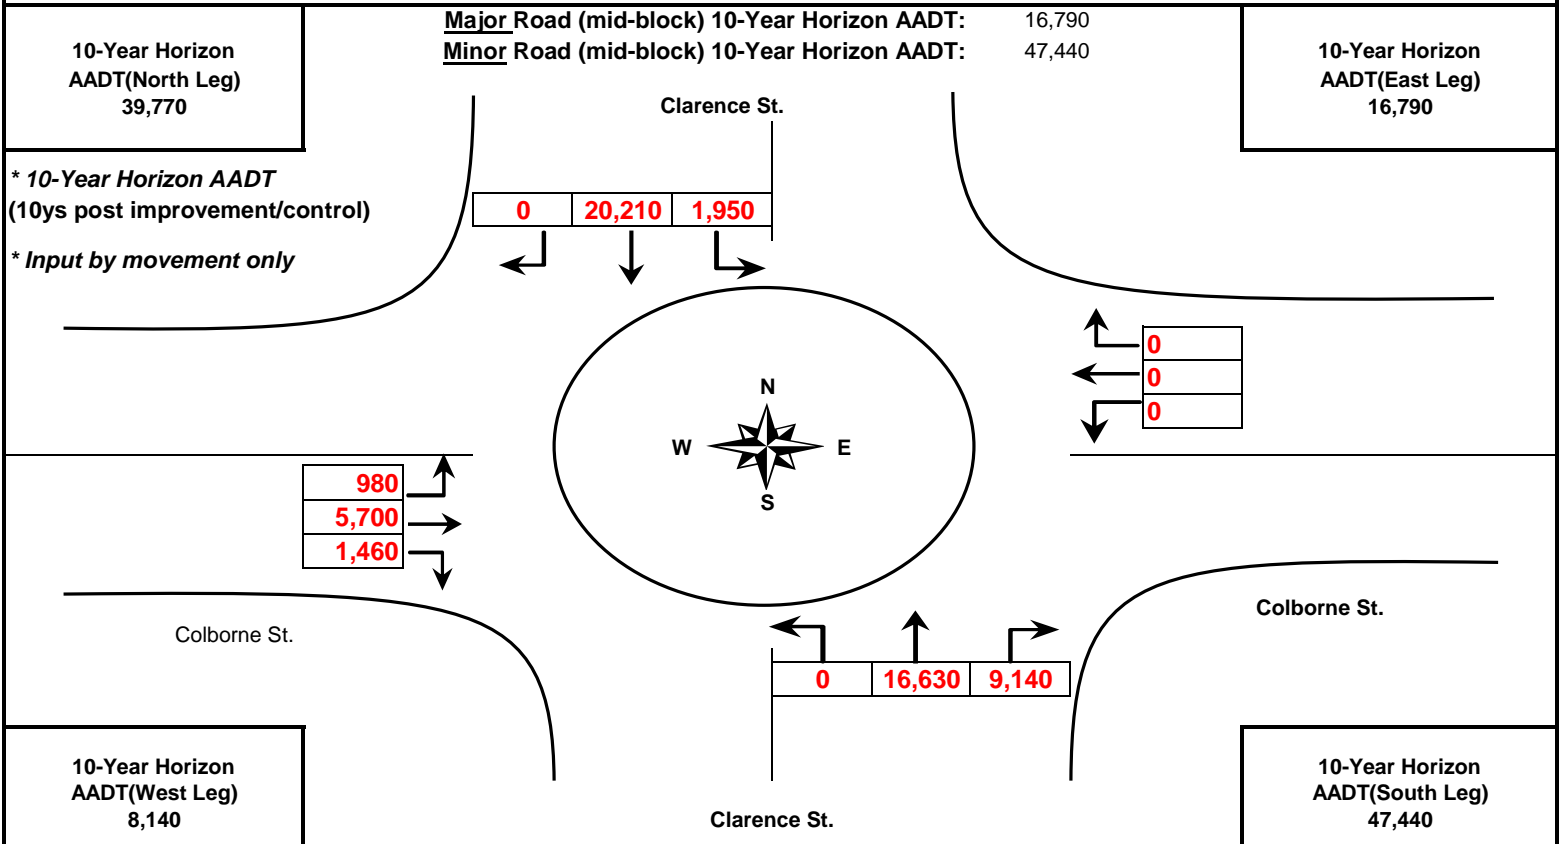 Major Road (mid-block) 10-Year Horizon AADT: 16,790
Minor Road (mid-block) 10-Year Horizon AADT: 47,440
10-Year Horizon
AADT(North Leg)
39,770
10-Year Horizon
AADT(East Leg)
16,790
Clarence St.
* 10-Year Horizon AADT
(10ys post improvement/control)
* Input by movement only
0 20,210 1,950
0
0
0
N
W E
S
980
5,700
1,460
Colborne St.
Colborne St.
0 16,630 9,140
10-Year Horizon
AADT(West Leg)
8,140
Clarence St.
10-Year Horizon
AADT(South Leg)
47,440